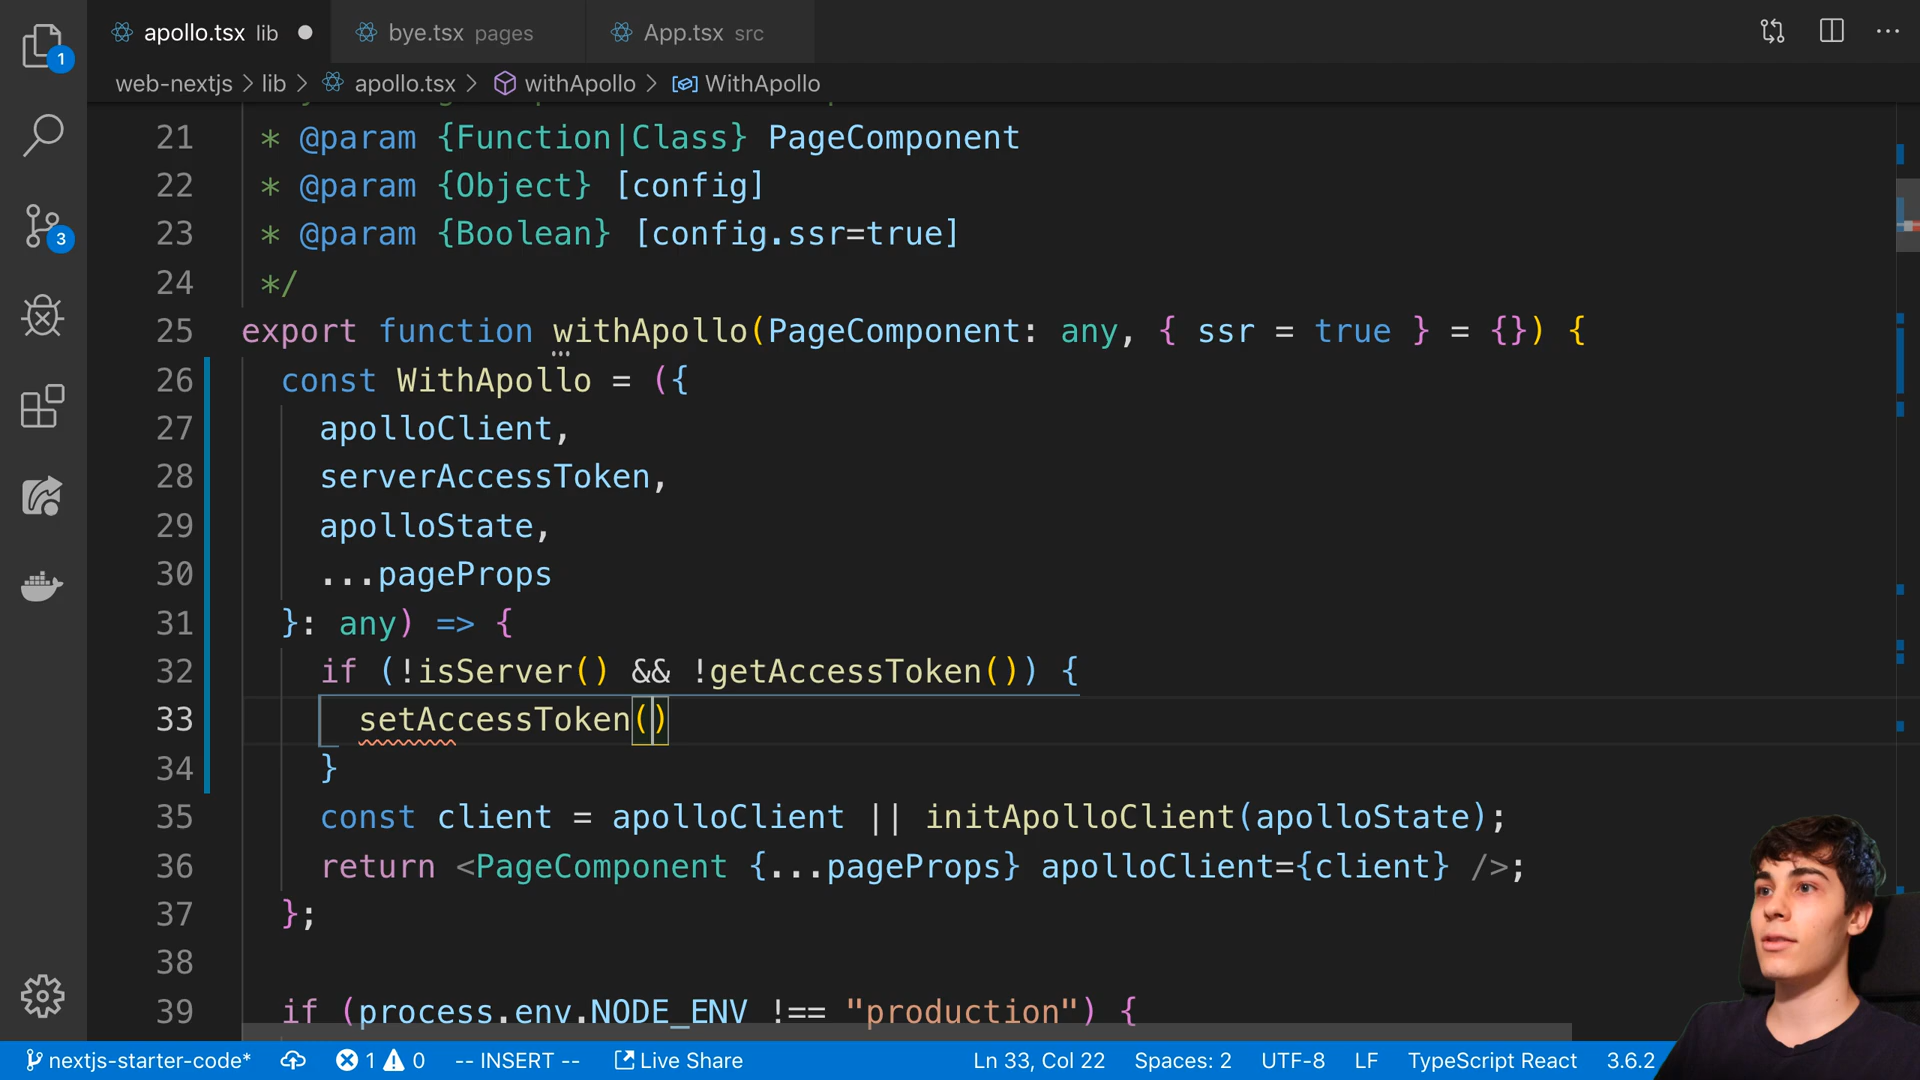 apollo.tsx lib
bye.tsx pages
App.tsx src
1
web-nextjs > lib > apollo.tsx > withApollo > WithApollo
21 * @param {Function|Class} PageComponent
22 * @param {Object} [config]
23 * @param {Boolean} [config.ssr=true]
24 */
25 export function withApollo(PageComponent: any, { ssr = true } = {}) {
26 const WithApollo = ({
27 apolloClient,
28 serverAccessToken,
29 apolloState,
30 ...pageProps
31 }: any) => {
32 if (!isServer() && !getAccessToken()) {
33 setAccessToken()
34 }
35 const client = apolloClient || initApolloClient(apolloState);
36 return <PageComponent {...pageProps} apolloClient={client} />;
37 };
38
39 if (process.env.NODE_ENV !== "production") {
3
nextjs-starter-code* 1 0 -- INSERT -- Live Share Ln 33, Col 22 Spaces: 2 UTF-8 LF TypeScript React 3.6.2